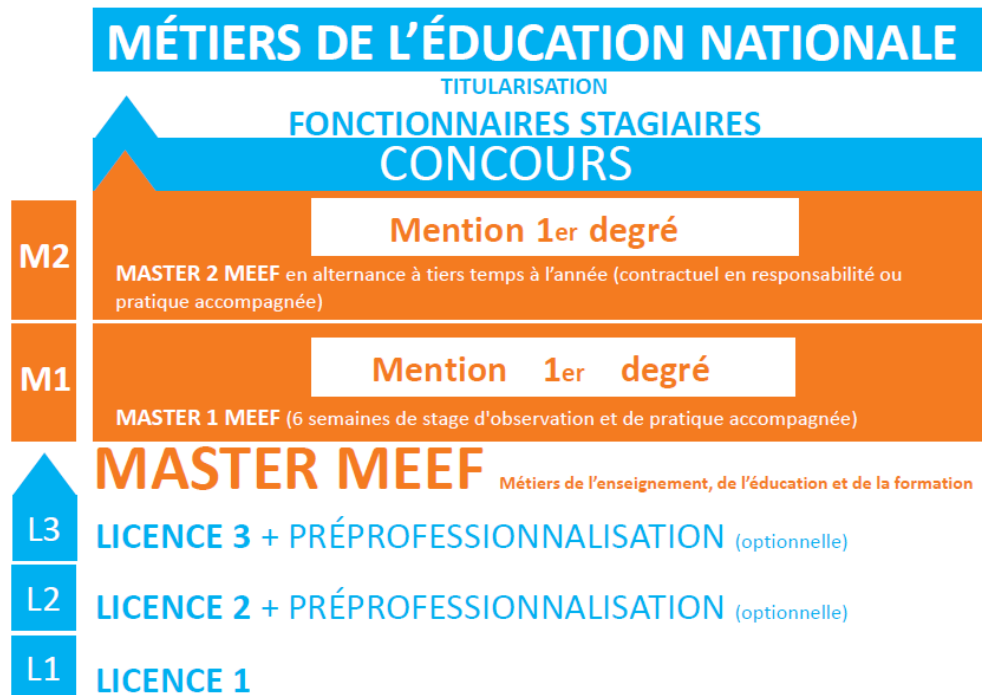 MÉTIERS DE L'ÉDUCATION NATIONALE
TITULARISATION
FONCTIONNAIRES STAGIAIRES
CONCOURS
M2
Mention 1er degré
MASTER 2 MEEF en alternance à tiers temps à l'année (contractuel en responsabilité ou
pratique accompagnée)
M1
Mention 1er degré
MASTER 1 MEEF (6 semaines de stage d'observation et de pratique accompagnée)
MASTER MEEF Métiers de l'enseignement, de l'éducation et de la formation
L3 LICENCE 3 + PRÉPROFESSIONNALISATION (optionnelle)
L2 LICENCE 2 + PRÉPROFESSIONNALISATION (optionnelle)
L1 LICENCE 1